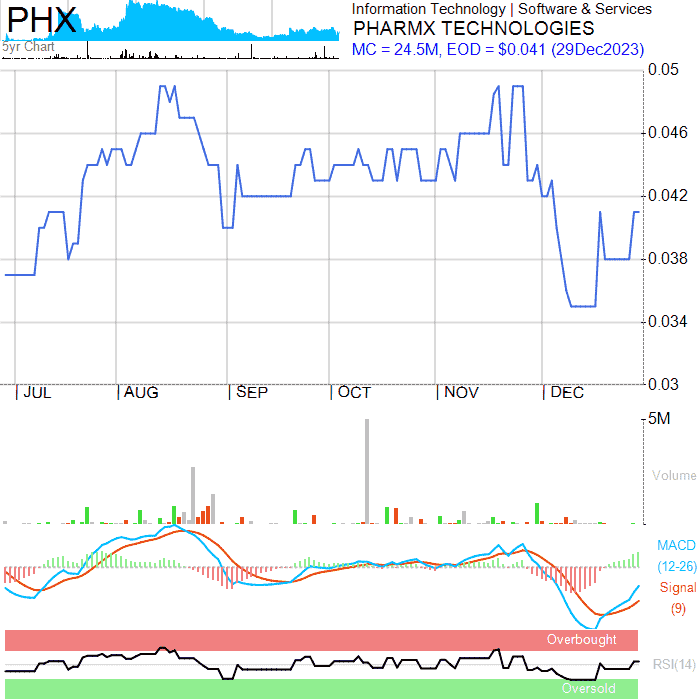 PHX
5yr Chart
Information Technology | Software & Services
PHARMX TECHNOLOGIES
MC = 24.5M, EOD = $0.041 (29Dec2023)
0.05
0.046
0.042
0.038
0.034
0.03
JUL
AUG
SEP
OCT
NOV
DEC
5M
Volume
MACD
(12-26)
Signal
(9)
Overbought
RSI(14)
Oversold